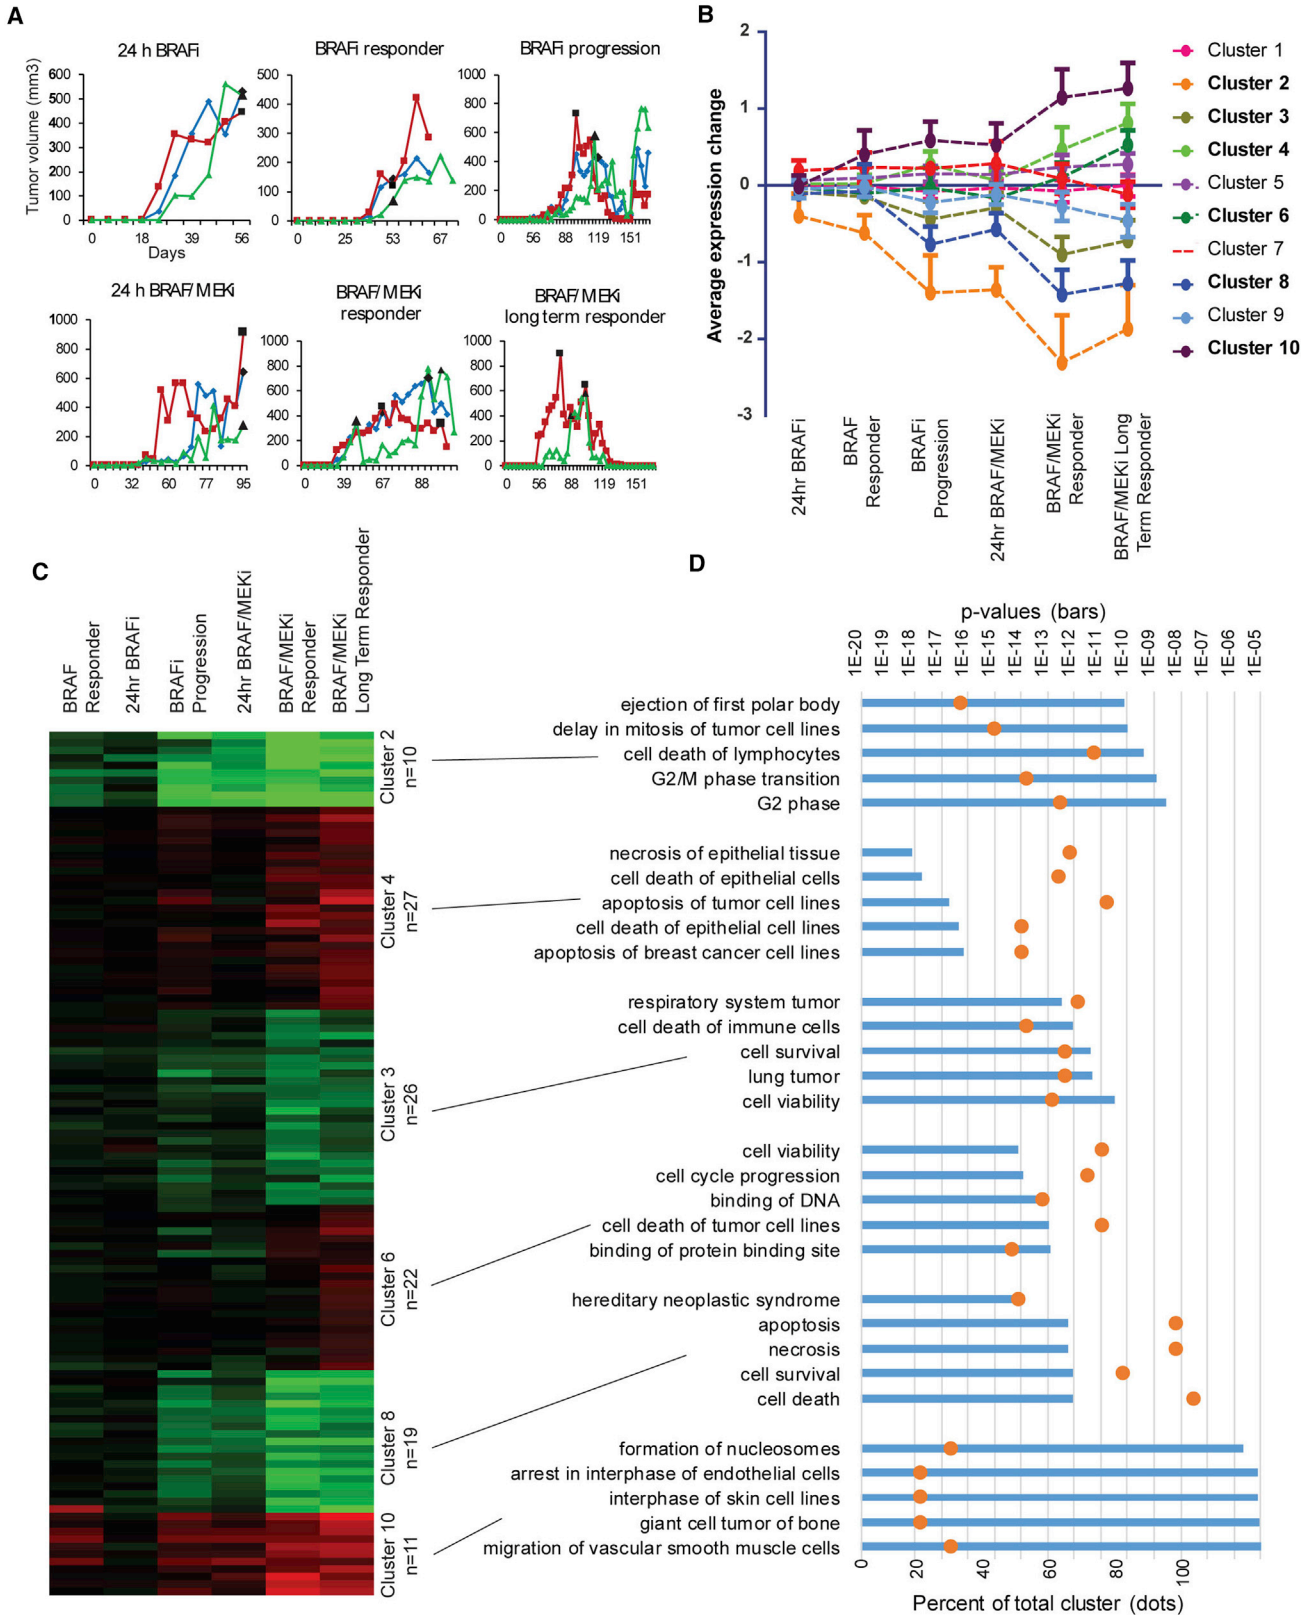 A
24 h BRAFi
BRAFi responder
BRAFi progression
Tumor volume (mm3)
600
500
400
300
200
100
0
0
18
39
56
Days
500
400
300
200
100
0
0
25
53
67
1000
800
600
400
200
0
0
56
88
119
151
24 h BRAF/MEKi
BRAF/MEKi
responder
BRAF/MEKi
long term responder
1000
800
600
400
200
0
0
32
60
77
95
1000
800
600
400
200
0
0
39
67
88
1000
800
600
400
200
0
0
56
88
119
151
B
Average expression change
2
1
0
-1
-2
-3
24hr BRAFi
BRAF
Responder
BRAFi
Progression
24hr BRAF/MEKi
BRAF/MEKi
Responder
BRAF/MEKi Long
Term Responder
Cluster 1
Cluster 2
Cluster 3
Cluster 4
Cluster 5
Cluster 6
Cluster 7
Cluster 8
Cluster 9
Cluster 10
C
BRAF
Responder
24hr BRAFi
BRAFi
Progression
24hr BRAF/MEKi
BRAF/MEKi
Responder
BRAF/MEKi
Long Term Responder
Cluster 2
n=10
Cluster 4
n=27
Cluster 3
n=26
Cluster 6
n=22
Cluster 8
n=19
Cluster 10
n=11
D
p-values (bars)
1E-20
1E-19
1E-18
1E-17
1E-16
1E-15
1E-14
1E-13
1E-12
1E-11
1E-10
1E-09
1E-08
1E-07
1E-06
1E-05
ejection of first polar body
delay in mitosis of tumor cell lines
cell death of lymphocytes
G2/M phase transition
G2 phase
necrosis of epithelial tissue
cell death of epithelial cells
apoptosis of tumor cell lines
cell death of epithelial cell lines
apoptosis of breast cancer cell lines
respiratory system tumor
cell death of immune cells
cell survival
lung tumor
cell viability
cell viability
cell cycle progression
binding of DNA
cell death of tumor cell lines
binding of protein binding site
hereditary neoplastic syndrome
apoptosis
necrosis
cell survival
cell death
formation of nucleosomes
arrest in interphase of endothelial cells
interphase of skin cell lines
giant cell tumor of bone
migration of vascular smooth muscle cells
0
20
40
60
80
100
Percent of total cluster (dots)